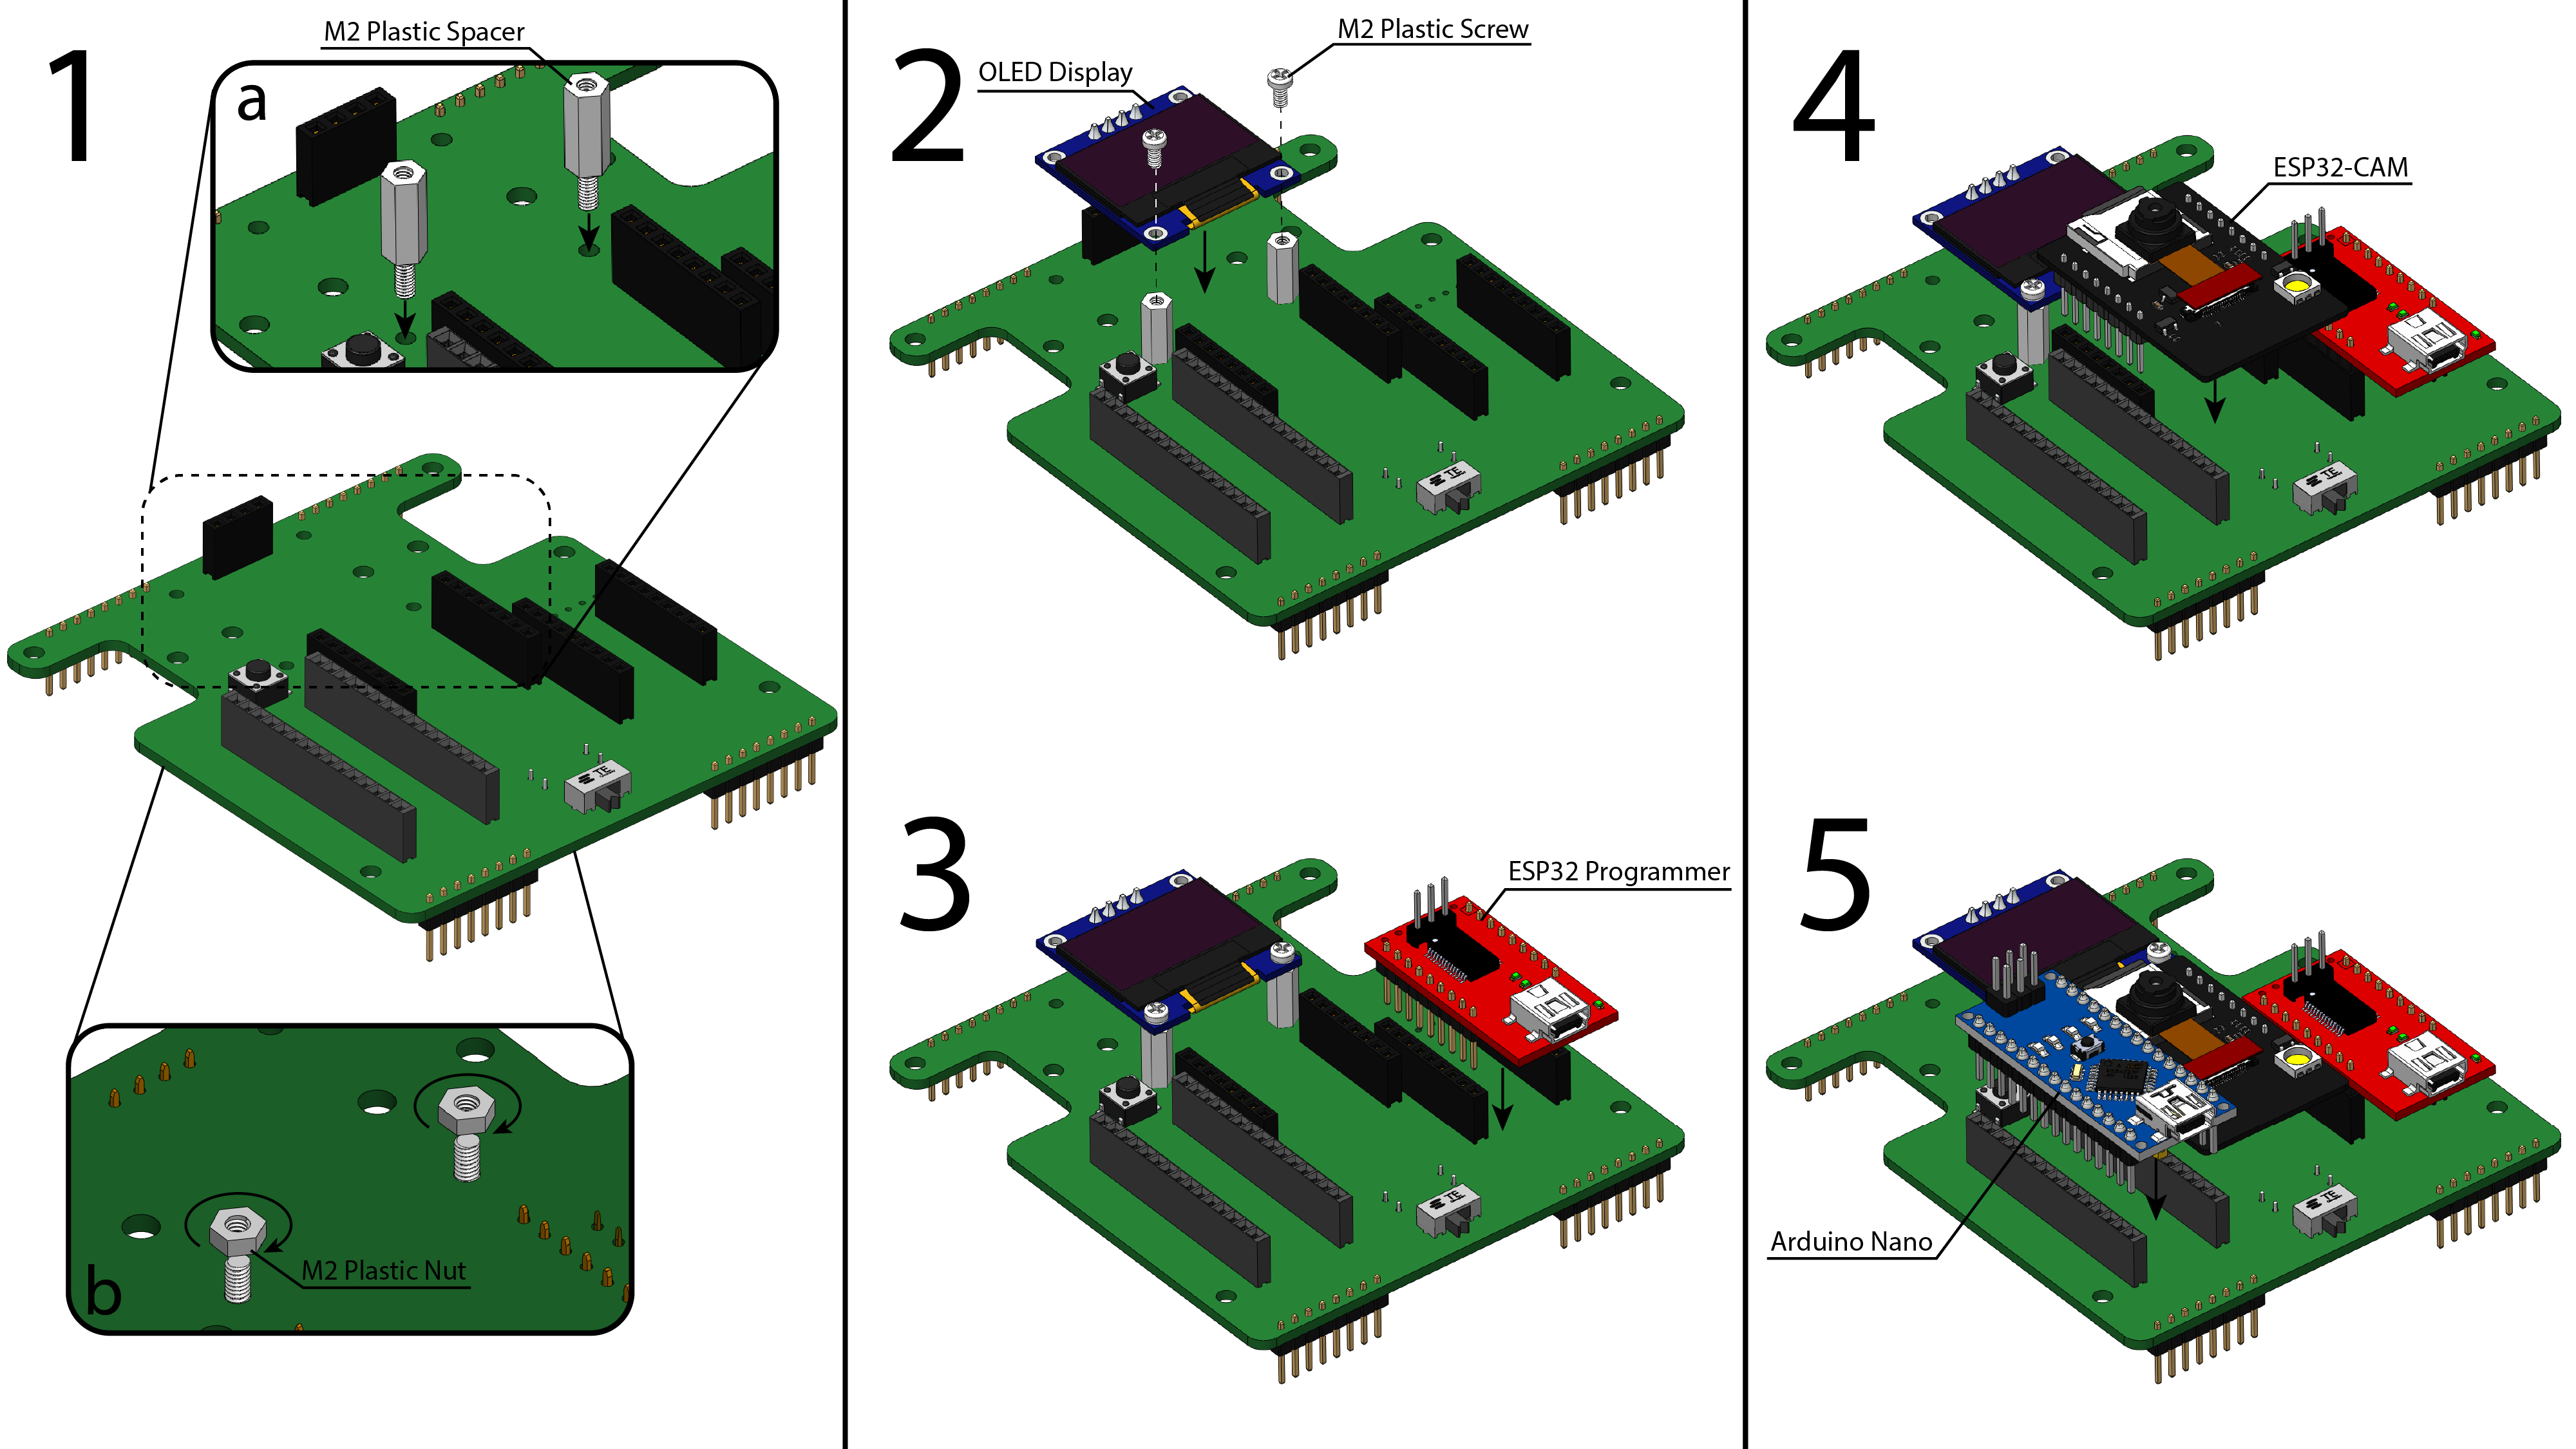 1
M2 Plastic Spacer
a
b
M2 Plastic Nut
2
OLED Display
M2 Plastic Screw
3
ESP32 Programmer
4
ESP32-CAM
5
Arduino Nano